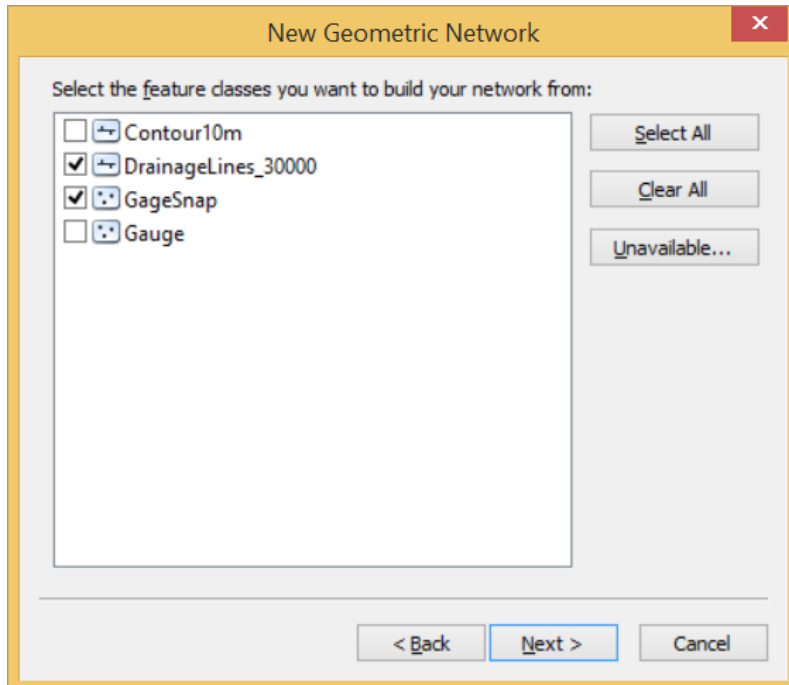 New Geometric Network
Select the feature classes you want to build your network from:
Contour10m
DrainageLines_30000
GageSnap
Gauge
Select All
Clear All
Unavailable...
< Back
Next >
Cancel